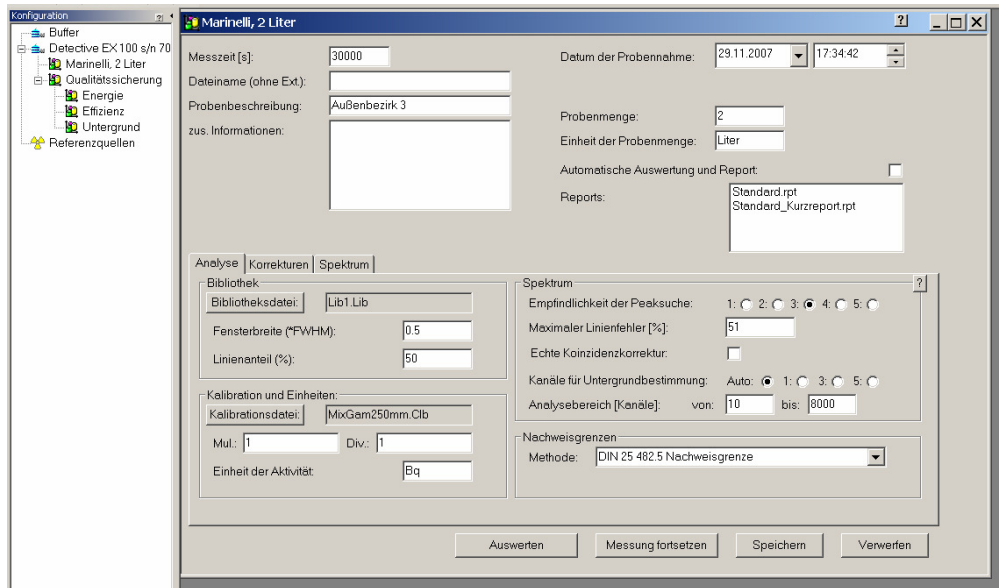 Konfiguration
Buffer
Detective EX 100 s/n 70
Marinelli, 2 Liter
Qualitätssicherung
Energie
Effizienz
Untergrund
Referenzquellen
Marinelli, 2 Liter
Messzeit [s]: 30000
Datum der Probennahme: 29.11.2007 17:34:42
Dateiname (ohne Ext.):
Probenbeschreibung: Außenbezirk 3
zus. Informationen:
Probenmenge: 2
Einheit der Probenmenge: Liter
Automatische Auswertung und Report:
Reports: Standard.rpt
Standard_Kurzreport.rpt
Analyse Korrekturen Spektrum
Bibliothek
Bibliotheksdatei: Lib1.Lib
Fensterbreite (*FWHM): 0.5
Linienanteil (%): 50
Kalibration und Einheiten:
Kalibrationsdatei: MixGam250mm.Clb
Mul.: 1 Div.: 1
Einheit der Aktivität: Bq
Spektrum ?
Empfindlichkeit der Peaksuche: 1: 2: 3: 4: 5:
Maximaler Linienfehler [%]: 51
Echte Koinzidenzkorrektur:
Kanäle für Untergrundbestimmung: Auto: 1: 3: 5:
Analysebereich [Kanäle]: von: 10 bis: 8000
Nachweisgrenzen
Methode: DIN 25 482.5 Nachweisgrenze
Auswerten Messung fortsetzen Speichern Verwerfen